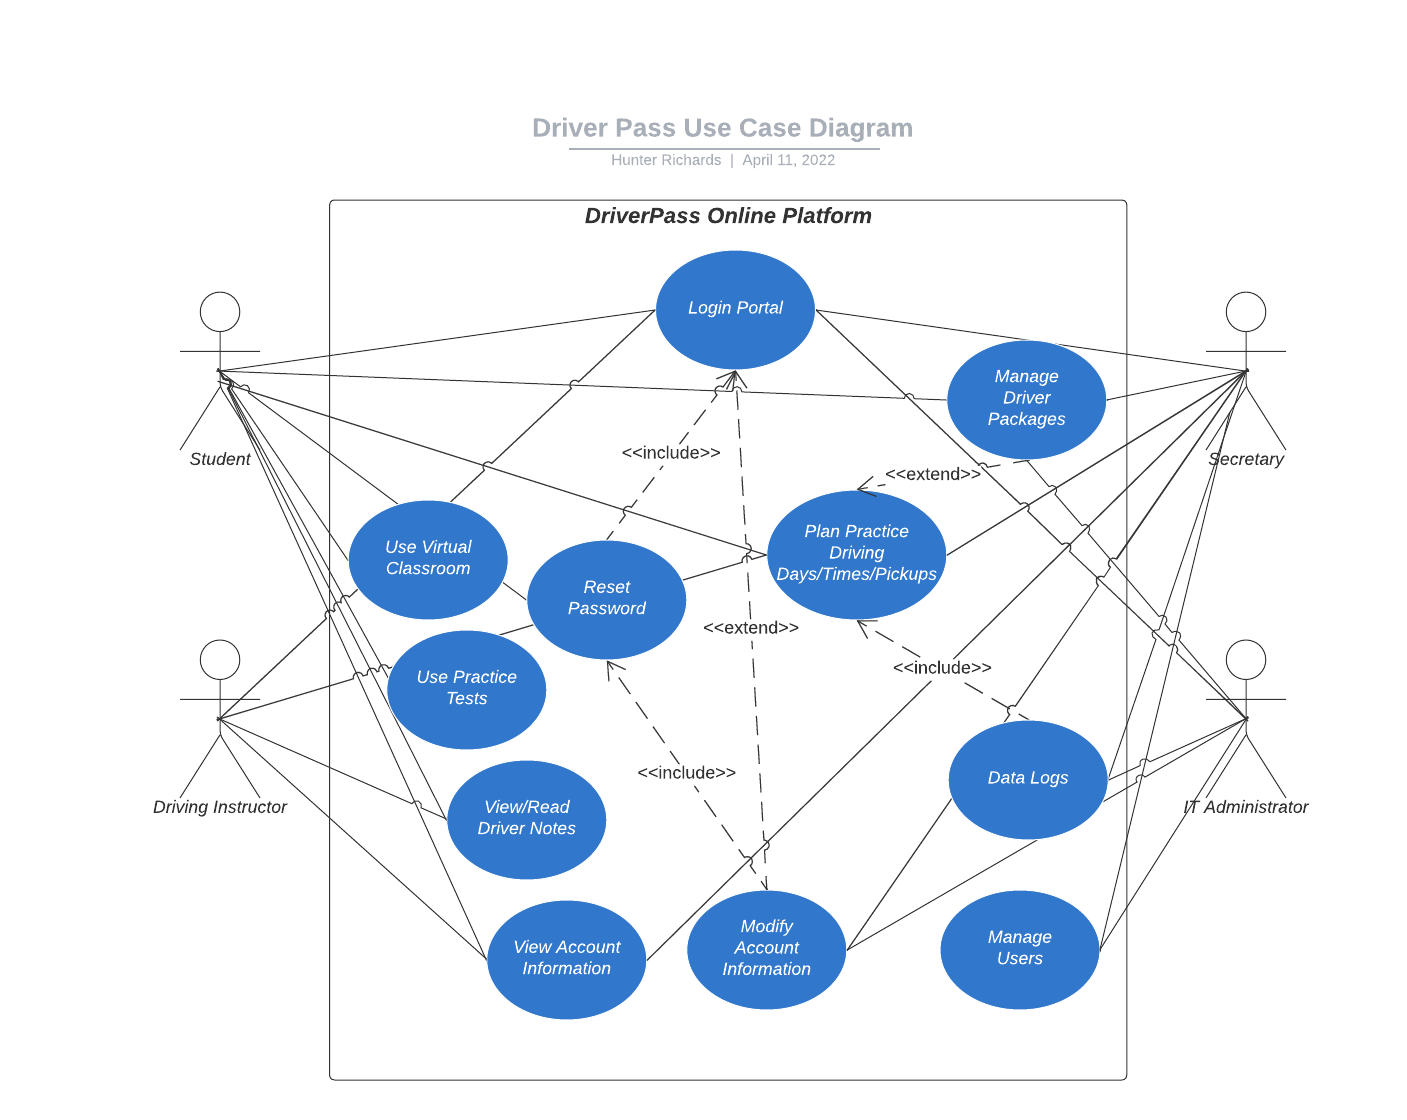 Driver Pass Use Case Diagram
Hunter Richards | April 11, 2022
DriverPass Online Platform
Login Portal
Manage
Driver
Packages
Student
Secretary
<<include>>
<<extend>>
Use Virtual
Classroom
Reset
Password
Plan Practice
Driving
Days/Times/Pickups
<<extend>>
<<include>>
Use Practice
Tests
<<include>>
Data Logs
Driving Instructor
IT Administrator
View/Read
Driver Notes
View Account
Information
Modify
Account
Information
Manage
Users